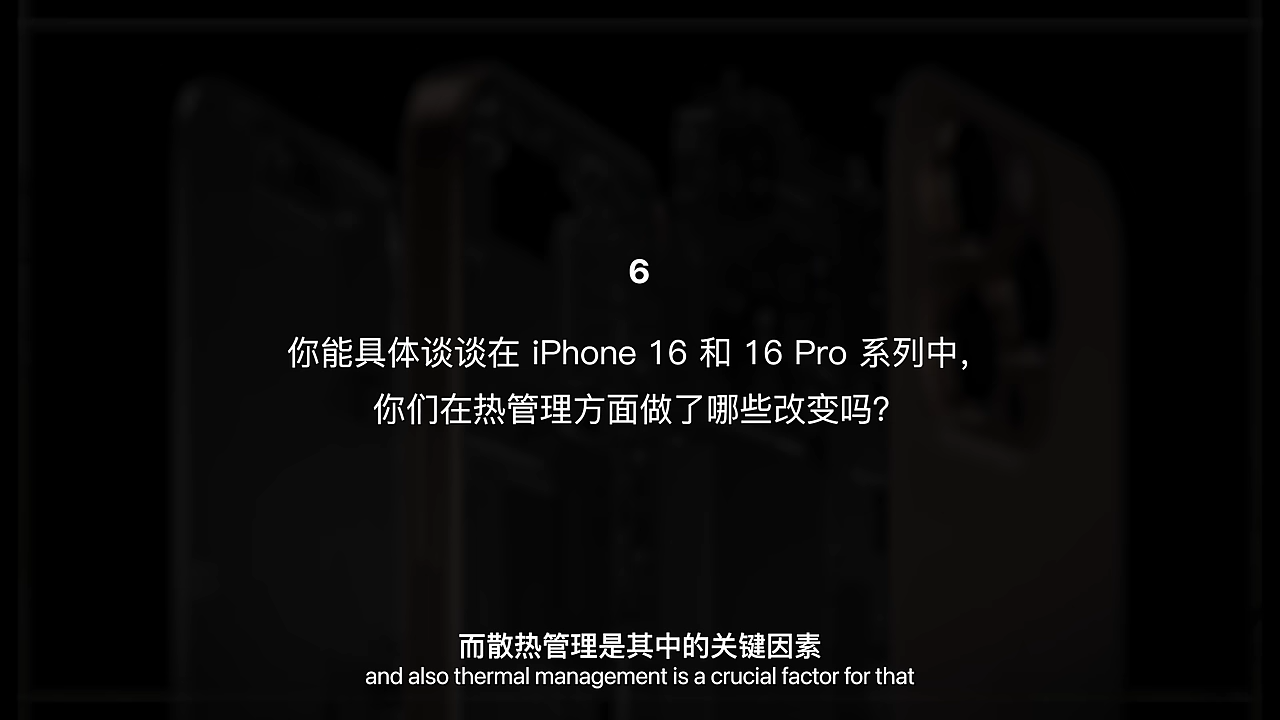 6
你能具体谈谈在 iPhone 16 和 16 Pro 系列中，
你们在热管理方面做了哪些改变吗？
而散热管理是其中的关键因素
and also thermal management is a crucial factor for that